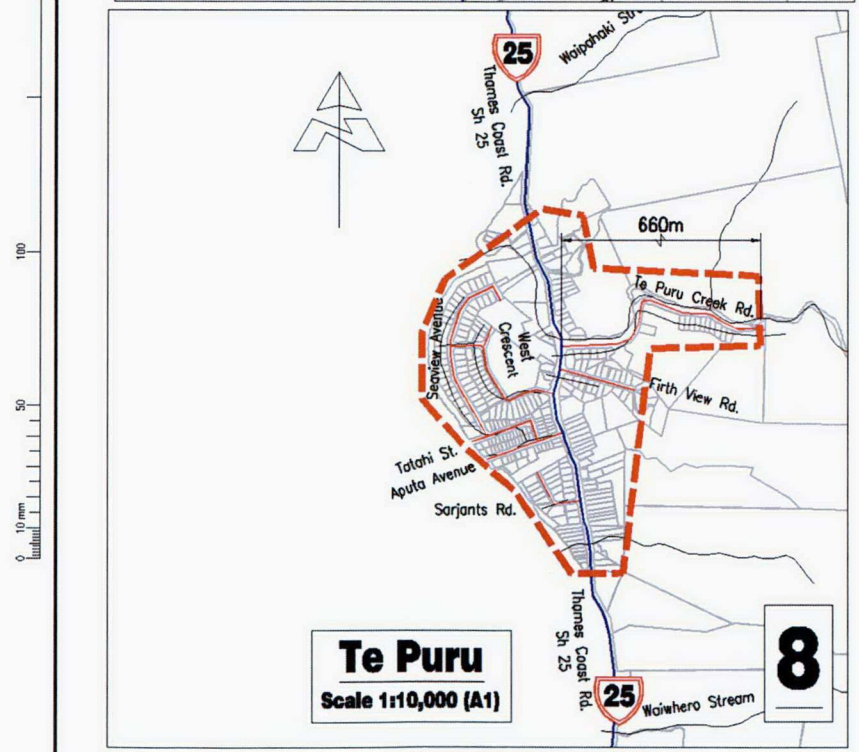 25
Waipahaki
Thames Coast Rd.
Sh 25
660m
Te Puru Creek Rd.
Seaview Avenue
West
Crescent
Firth View Rd.
Tatahi St.
Aputa Avenue
Sarjants Rd.
Thames Coast Rd.
Sh 25
25
Waiwhero Stream
Te Puru
Scale 1:10,000 (A1)
8
100
50
10 mm
0